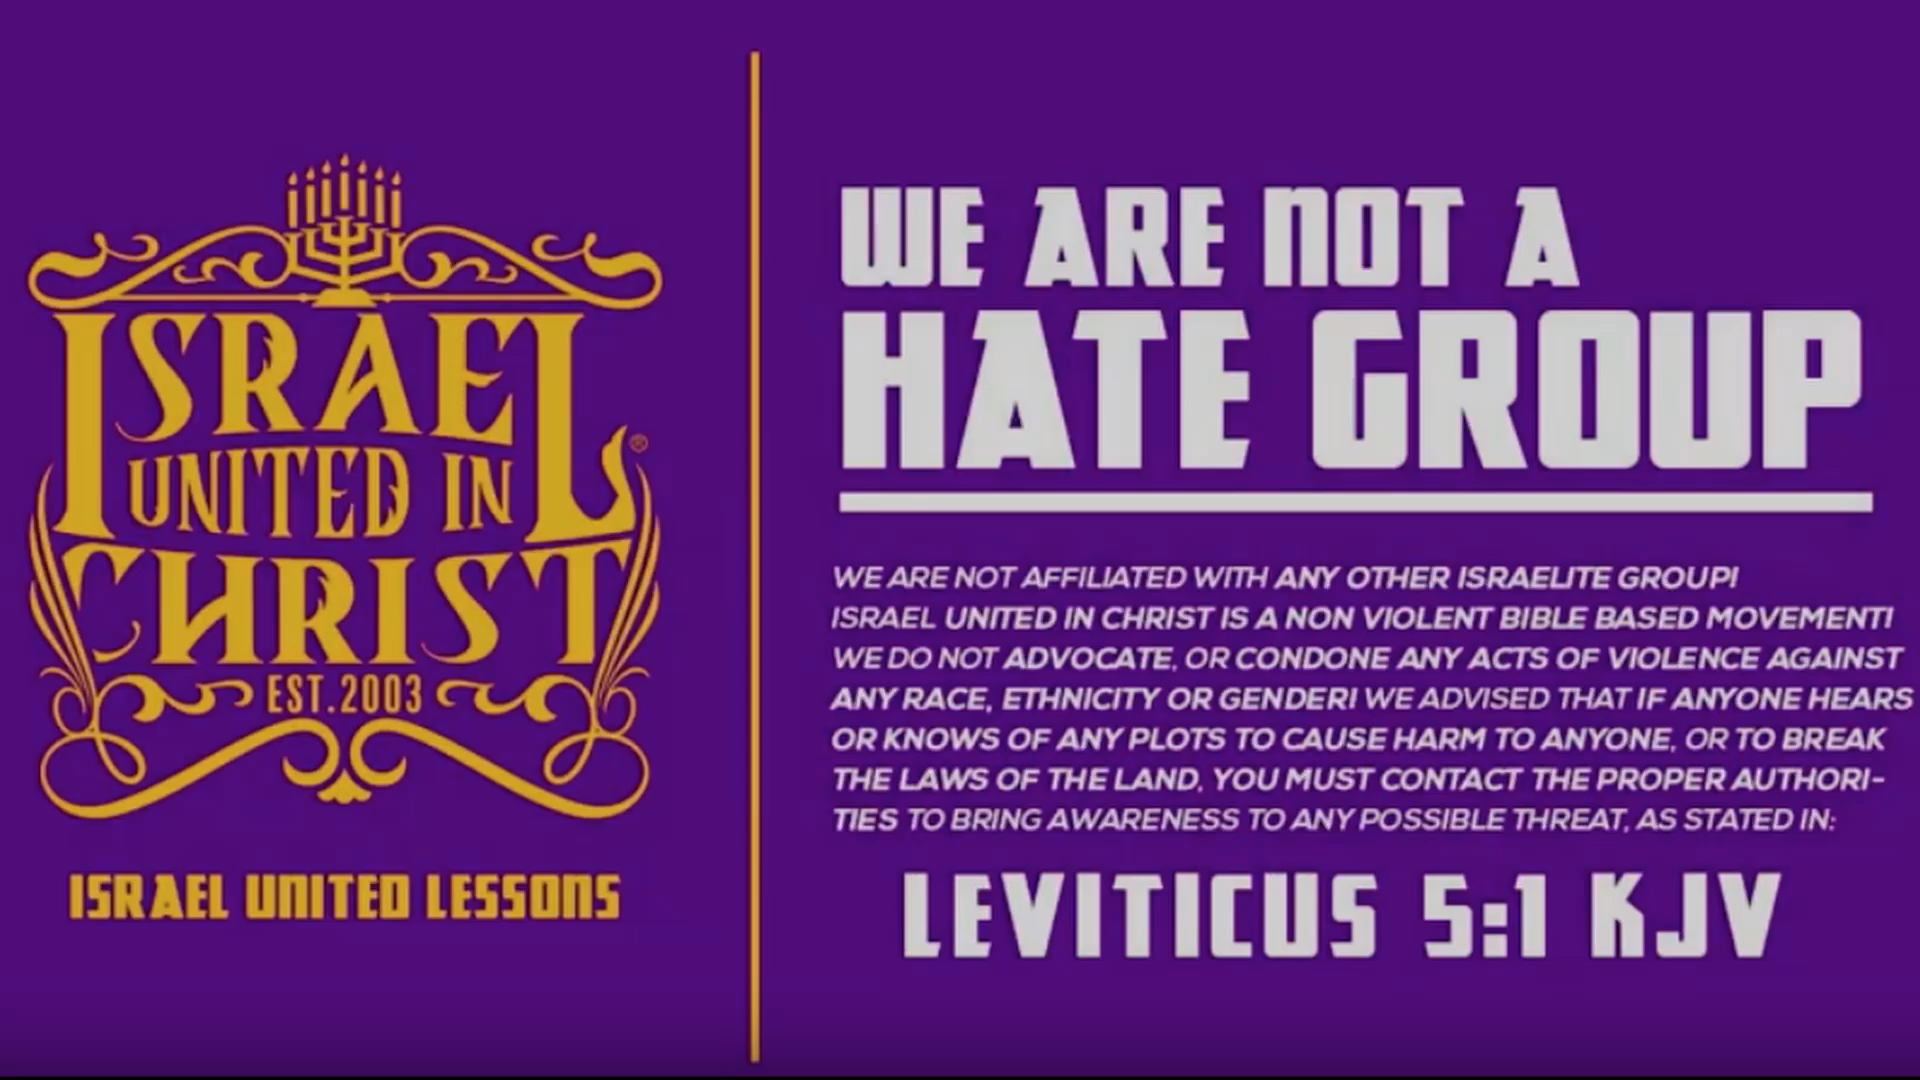 ISRAEL
UNITED IN
CHRIST®
EST.2003
ISRAEL UNITED LESSONS
WE ARE NOT A
HATE GROUP
WE ARE NOT AFFILIATED WITH ANY OTHER ISRAELITE GROUP!
ISRAEL UNITED IN CHRIST IS A NON VIOLENT BIBLE BASED MOVEMENT!
WE DO NOT ADVOCATE, OR CONDONE ANY ACTS OF VIOLENCE AGAINST
ANY RACE, ETHNICITY OR GENDER! WE ADVISED THAT IF ANYONE HEARS
OR KNOWS OF ANY PLOTS TO CAUSE HARM TO ANYONE, OR TO BREAK
THE LAWS OF THE LAND, YOU MUST CONTACT THE PROPER AUTHORI-
TIES TO BRING AWARENESS TO ANY POSSIBLE THREAT, AS STATED IN:
LEVITICUS 5:1 KJV